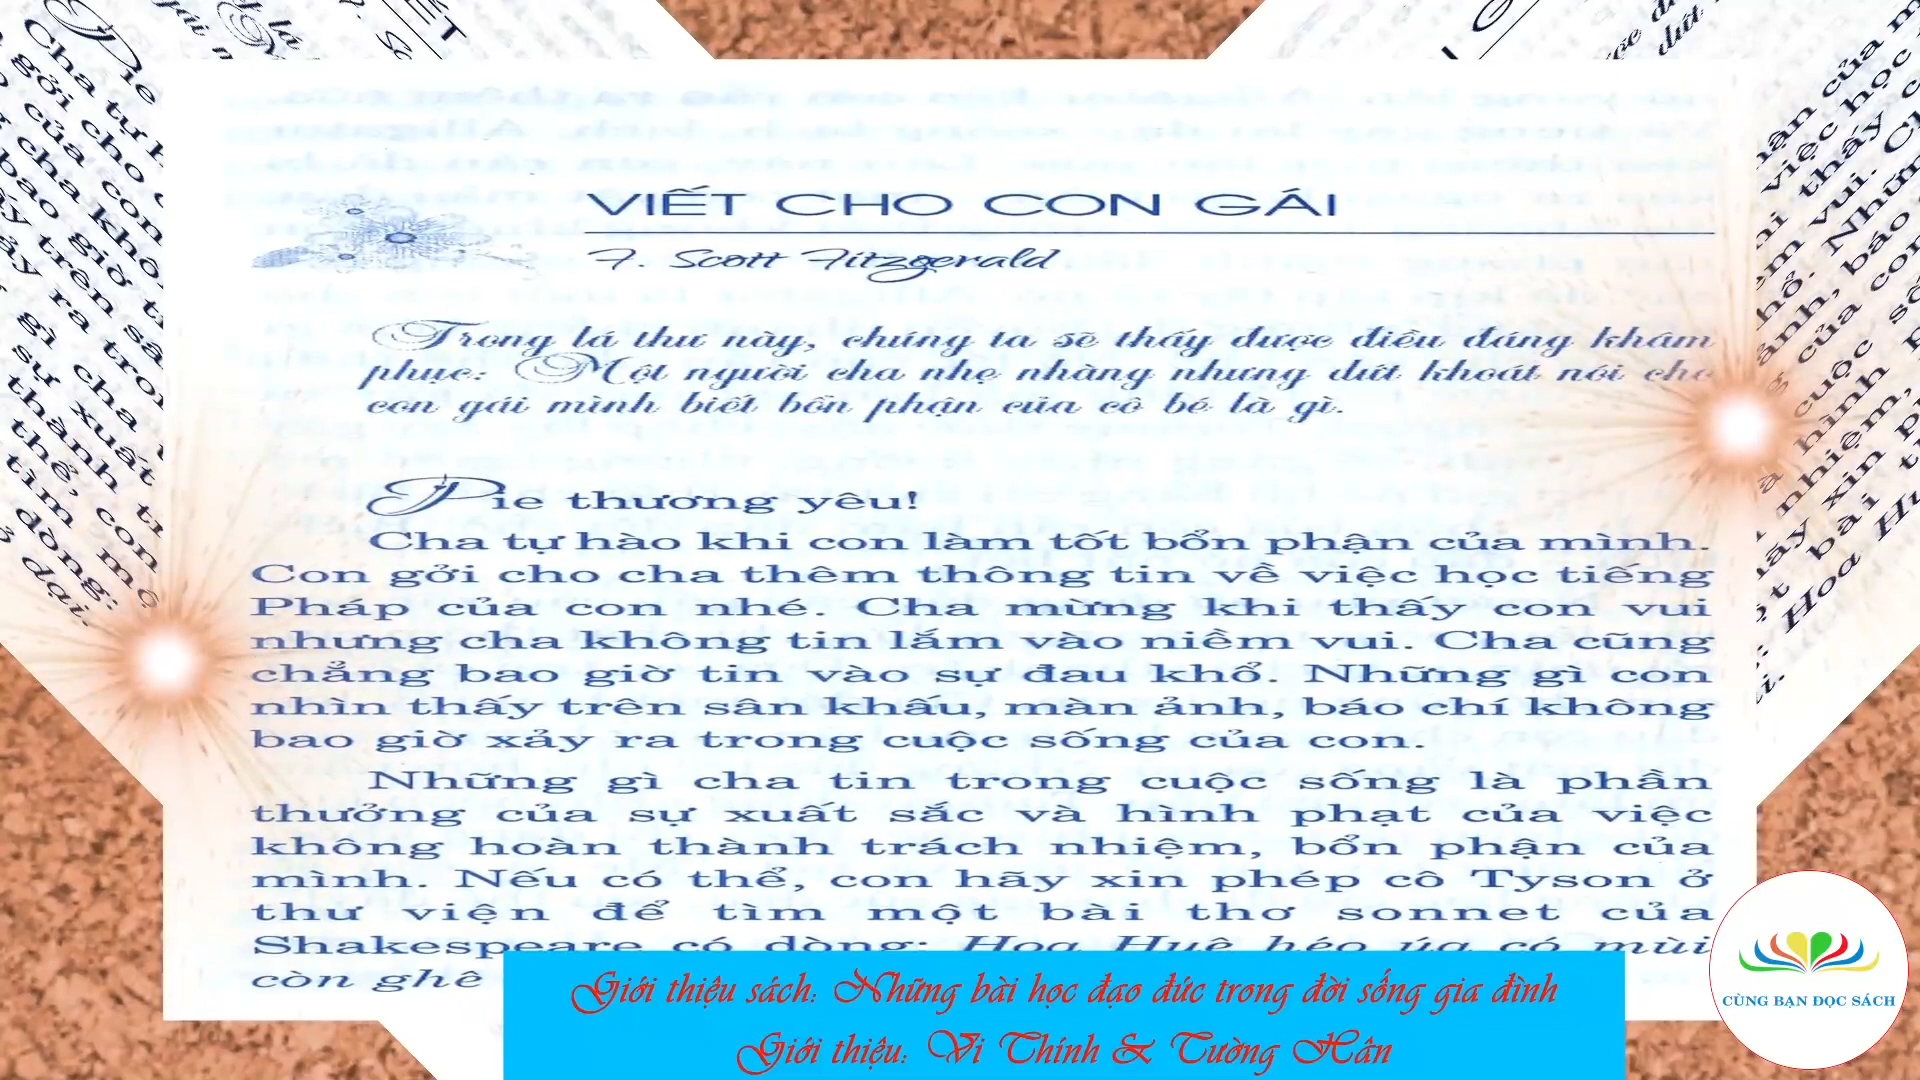 VIẾT CHO CON GÁI
F. Scott Fitzgerald
Trong lá thư này, chúng ta sẽ thấy được điều đáng khâm
phục: Một người cha nhẹ nhàng nhưng dứt khoát nói cho
con gái mình biết bổn phận của cô bé là gì.
Pie thương yêu!
Cha tự hào khi con làm tốt bổn phận của mình.
Con gởi cho cha thêm thông tin về việc học tiếng
Pháp của con nhé. Cha mừng khi thấy con vui
nhưng cha không tin lắm vào niềm vui. Cha cũng
chẳng bao giờ tin vào sự đau khổ. Những gì con
nhìn thấy trên sân khấu, màn ảnh, báo chí không
bao giờ xảy ra trong cuộc sống của con.
Những gì cha tin trong cuộc sống là phần
thưởng của sự xuất sắc và hình phạt của việc
không hoàn thành trách nhiệm, bổn phận của
mình. Nếu có thể, con hãy xin phép cô Tyson ở
thư viện để tìm một bài thơ sonnet của
Shakespeare có dòng: Hoa Huệ héo úa có mùi
còn ghê
Giới thiệu sách: Những bài học đạo đức trong đời sống gia đình
Giới thiệu: Vi Thính & Tường Hân
CÙNG BẠN ĐỌC SÁCH